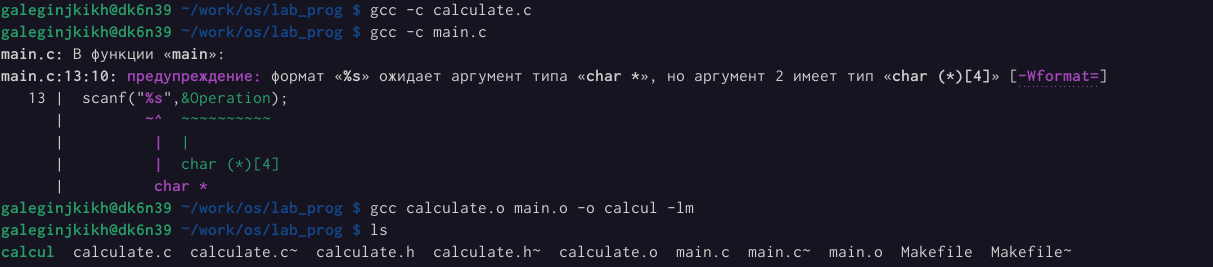 galeginjkikh@dk6n39 ~/work/os/lab_prog $ gcc -c calculate.c
galeginjkikh@dk6n39 ~/work/os/lab_prog $ gcc -c main.c
main.c: В функции «main»:
main.c:13:10: предупреждение: формат «%s» ожидает аргумент типа «char *», но аргумент 2 имеет тип «char (*)[4]» [-Wformat=]
   13 |  scanf("%s",&Operation);
      |         ~^  ~~~~~~~~~~
      |          |  |
      |          |  char (*)[4]
      |          char *
galeginjkikh@dk6n39 ~/work/os/lab_prog $ gcc calculate.o main.o -o calcul -lm
galeginjkikh@dk6n39 ~/work/os/lab_prog $ ls
calcul  calculate.c  calculate.c~  calculate.h  calculate.h~  calculate.o  main.c  main.c~  main.o  Makefile  Makefile~